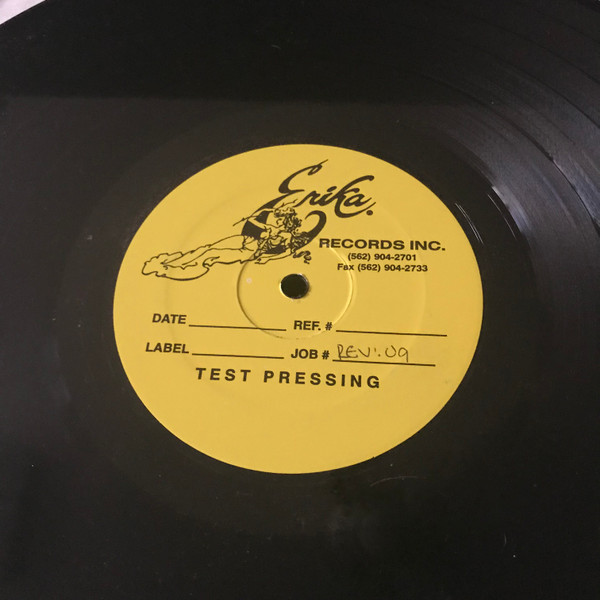 Erika
RECORDS INC.
(562) 904-2701
Fax (562) 904-2733
DATE REF. #
LABEL JOB # REV:.09
TEST PRESSING